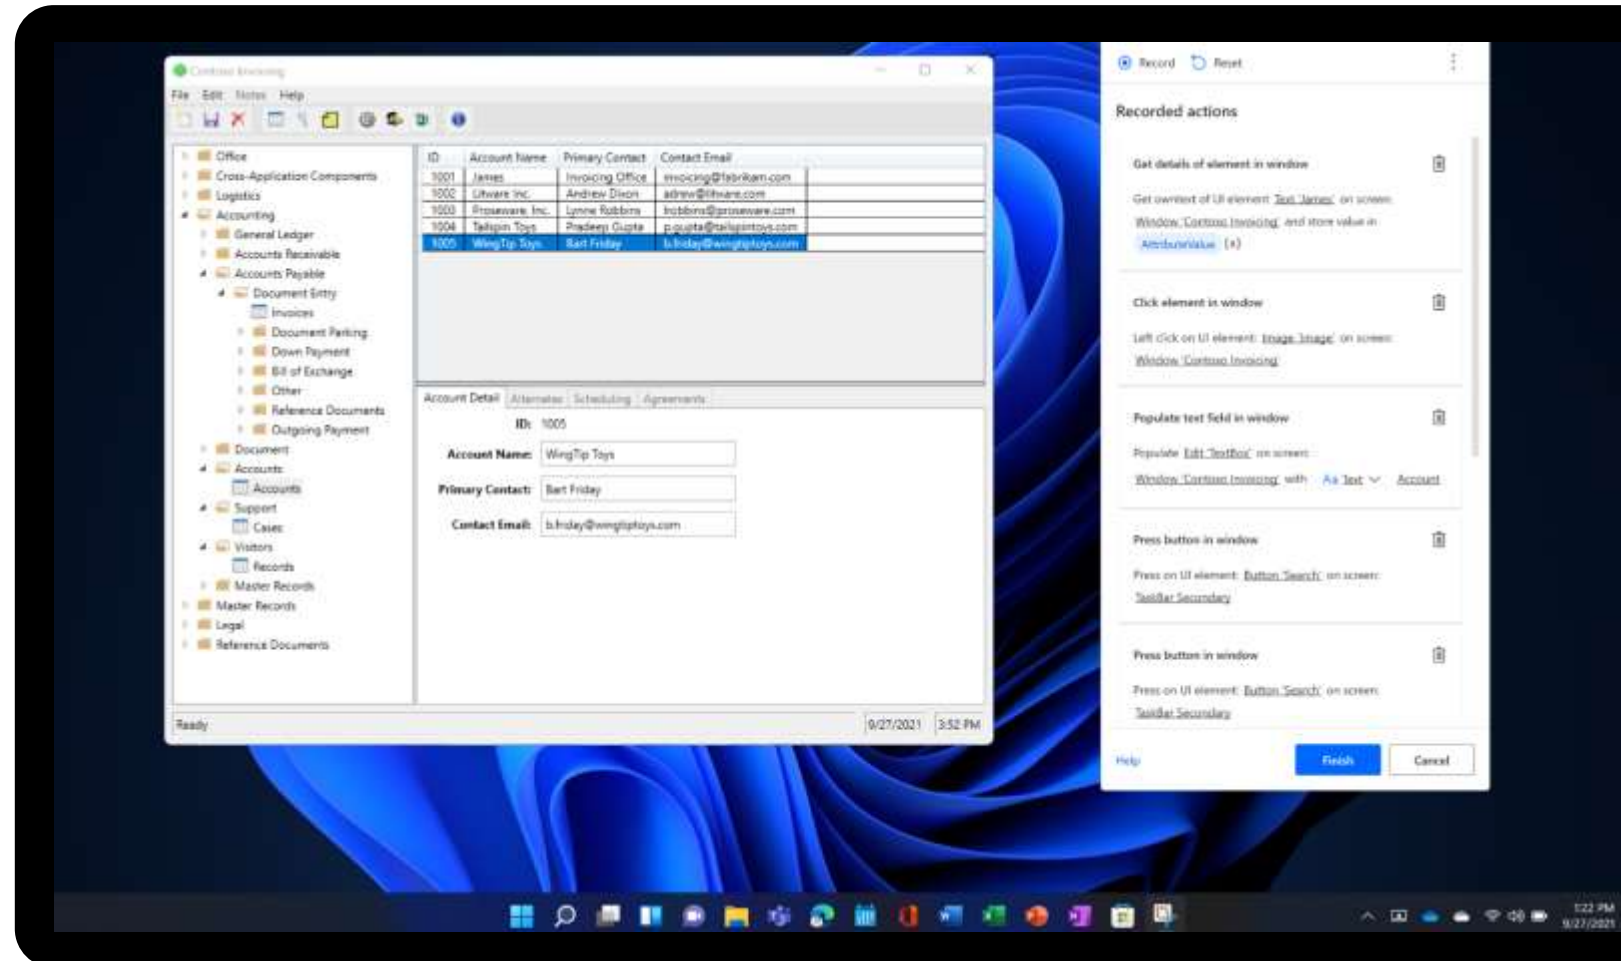 Contoso Invoicing
File Edit Notes Help
Office
Cross-Application Components
Logistics
Accounting
General Ledger
Accounts Receivable
Accounts Payable
Document Entry
Invoices
Document Parking
Down Payment
Bill of Exchange
Other
Reference Documents
Outgoing Payment
Document
Accounts
Accounts
Support
Cases
Visitors
Records
Master Records
Master Records
Legal
Reference Documents
ID Account Name Primary Contact Contact Email
1001 James Invoicing Office invoicing@fabrikam.com
1002 Litware Inc. Andrew Dixon adrew@litware.com
1003 Proseware, Inc. Lynne Robbins lrobbins@proseware.com
1004 Tailspin Toys Pradeep Gupta p.gupta@tailspintoys.com
1005 WingTip Toys Bart Friday b.friday@wingtiptoys.com
Account Detail Alternates Scheduling Agreements
ID: 1005
Account Name: WingTip Toys
Primary Contact: Bart Friday
Contact Email: b.friday@wingtiptoys.com
Ready 9/27/2021 3:52 PM
Record Reset
Recorded actions
Get details of element in window
Get owntext of UI element Text 'James' on screen
Window 'Contoso Invoicing' and store value in
AttributeValue {x}
Click element in window
Left click on UI element: Image 'Image' on screen:
Window 'Contoso Invoicing'
Populate text field in window
Populate Edit 'TextBox' on screen:
Window 'Contoso Invoicing' with Aa Text Account
Press button in window
Press on UI element: Button 'Search' on screen:
TaskBar Secundary
Press button in window
Press on UI element: Button 'Search' on screen:
TaskBar Secundary
Help Finish Cancel
1:22 PM
9/27/2021